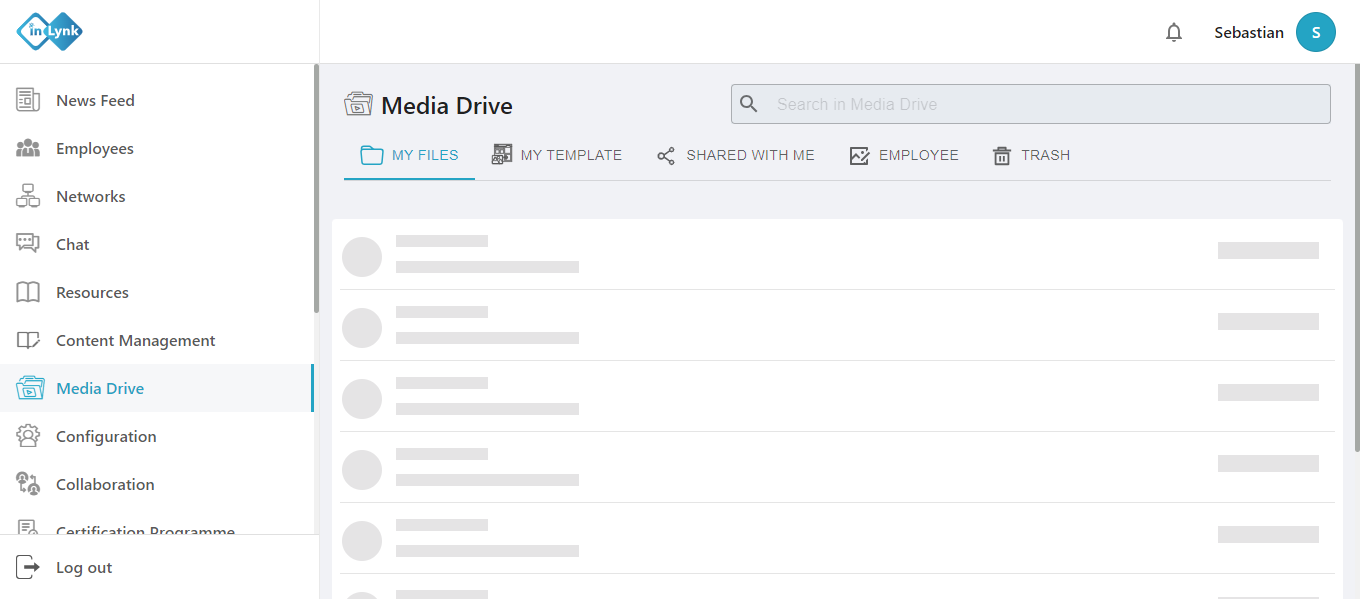 inLynk
Sebastian
S
News Feed
Employees
Networks
Chat
Resources
Content Management
Media Drive
Configuration
Collaboration
Certification Programme
Log out
Media Drive
Search in Media Drive
MY FILES
MY TEMPLATE
SHARED WITH ME
EMPLOYEE
TRASH